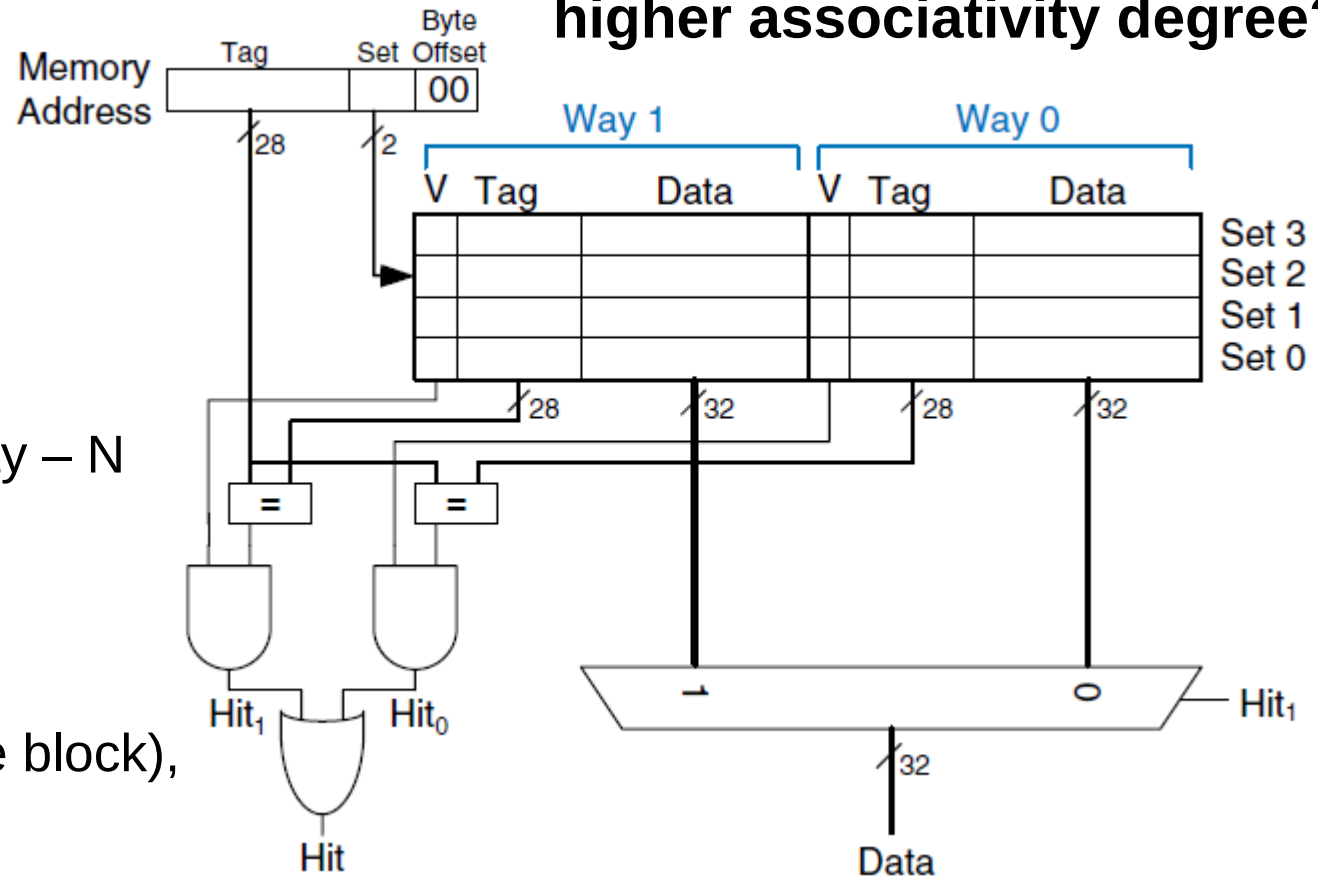 higher associativity degree?
Byte
Tag Set Offset
Memory
Address
00
28
2
Way 1 Way 0
V Tag Data V Tag Data
Set 3
Set 2
Set 1
Set 0
28 32 28 32
y – N
= =
1 0
Hit1 Hit0 Hit1
e block),
32
Hit
Data